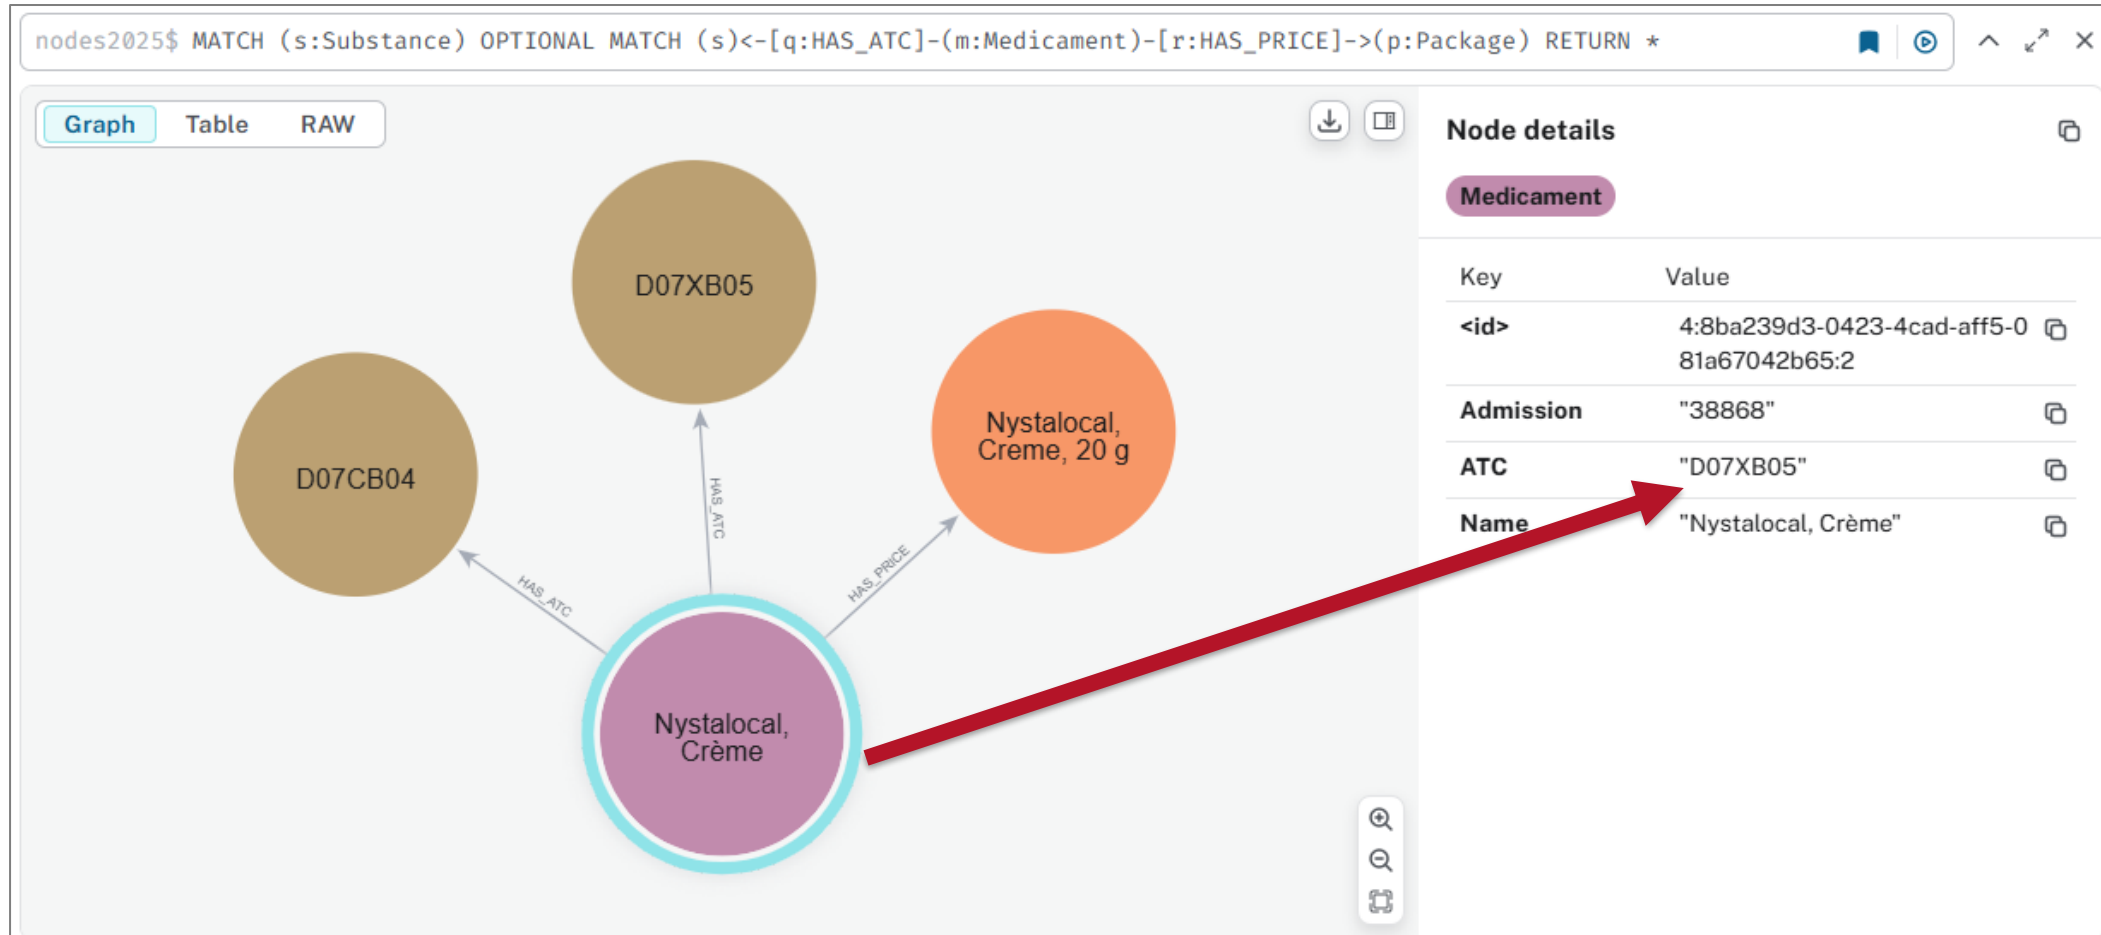 nodes2025$ MATCH (s:Substance) OPTIONAL MATCH (s)<-[q:HAS_ATC]-(m:Medicament)-[r:HAS_PRICE]->(p:Package) RETURN *
Graph Table RAW
Node details
Medicament
Key Value
<id> 4:8ba239d3-0423-4cad-aff5-0
81a67042b65:2
Admission "38868"
ATC "D07XB05"
Name "Nystalocal, Crème"
D07XB05
Nystalocal,
Creme, 20 g
D07CB04
HAS_ATC
HAS_PRICE
HAS_ATC
Nystalocal,
Crème